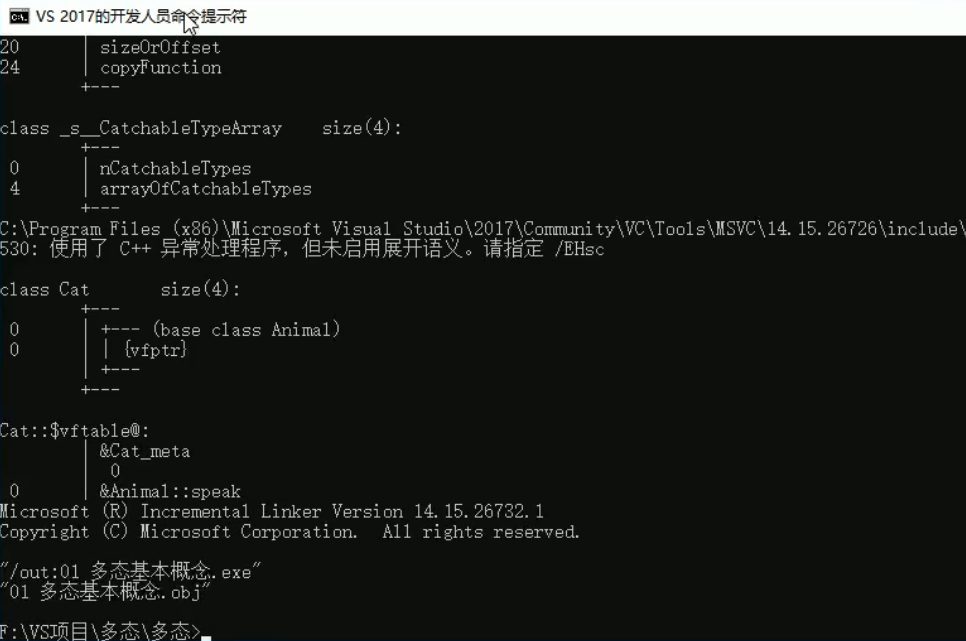 VS 2017的开发人员命令提示符
20 | sizeOrOffset
24 | copyFunction
+---
class _s__CatchableTypeArray size(4):
+---
0 | nCatchableTypes
4 | arrayOfCatchableTypes
+---
C:\Program Files (x86)\Microsoft Visual Studio\2017\Community\VC\Tools\MSVC\14.15.26726\include\
530: 使用了 C++ 异常处理程序，但未启用展开语义。请指定 /EHsc
class Cat size(4):
+---
0 | +--- (base class Animal)
0 | | {vfptr}
| +---
+---
Cat::$vftable@:
| &Cat_meta
| 0
0 | &Animal::speak
Microsoft (R) Incremental Linker Version 14.15.26732.1
Copyright (C) Microsoft Corporation. All rights reserved.
"/out:01 多态基本概念.exe"
"01 多态基本概念.obj"
F:\VS项目\多态\多态>